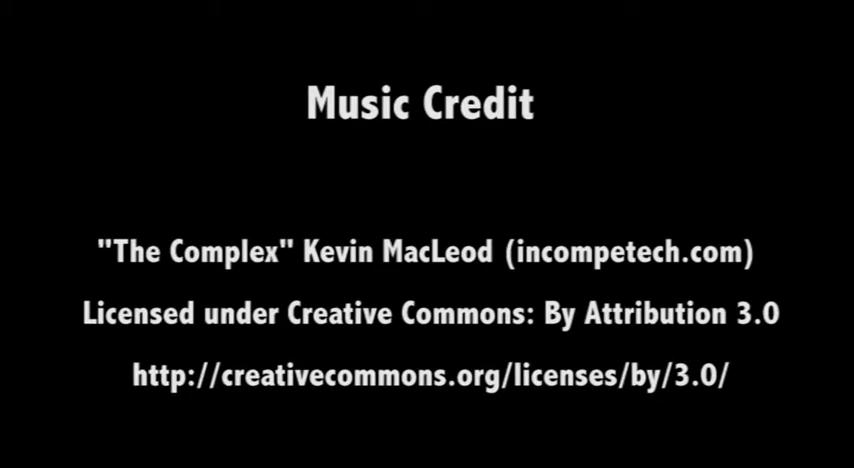 Music Credit
"The Complex" Kevin MacLeod (incompetech.com)
Licensed under Creative Commons: By Attribution 3.0
http://creativecommons.org/licenses/by/3.0/